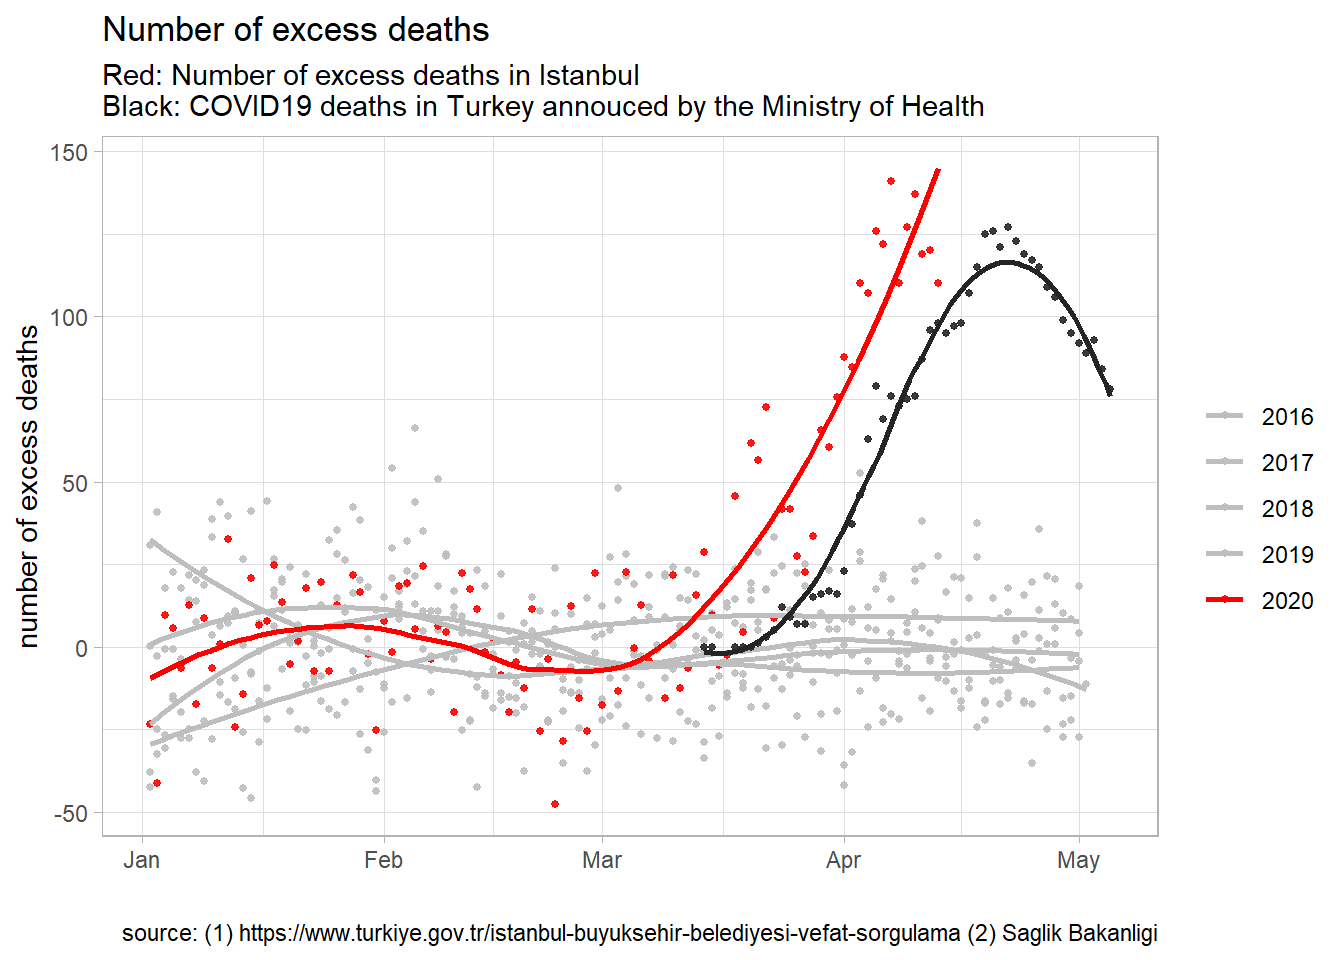 Number of excess deaths
Red: Number of excess deaths in Istanbul
Black: COVID19 deaths in Turkey annouced by the Ministry of Health
number of excess deaths
150
100
50
0
-50
Jan
Feb
Mar
Apr
May
2016
2017
2018
2019
2020
source: (1) https://www.turkiye.gov.tr/istanbul-buyuksehir-belediyesi-vefat-sorgulama (2) Saglik Bakanligi